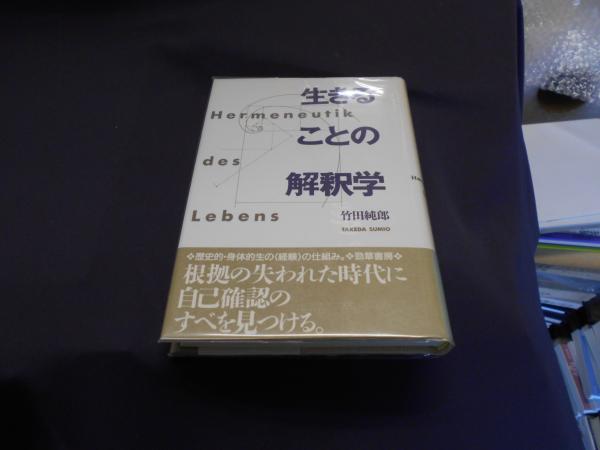 生きる
Hermeneutik
ことの
des
解釈学
Lebens
竹田純郎
TAKEDA SUMIO
❖歴史的・身体的生の〈経験〉の仕組み。❖勁草書房❖
根拠の失われた時代に
自己確認の
すべを見つける。